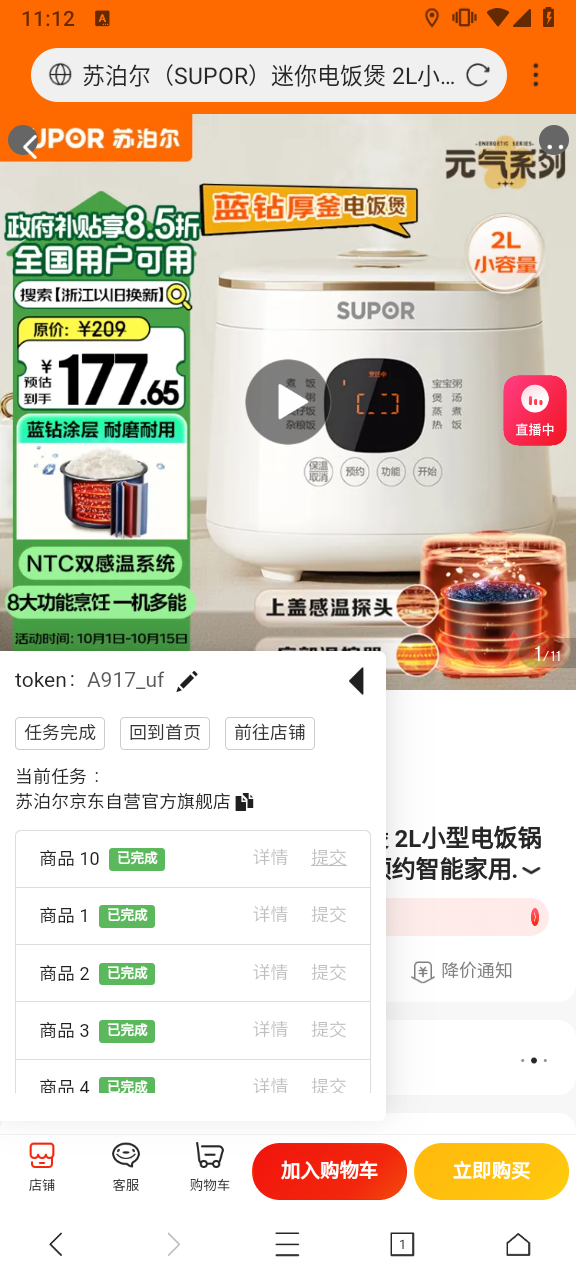 11:12
A
苏泊尔（SUPOR）迷你电饭煲 2L小…
UPOR 苏泊尔
-ENERGETIC SERIES-
元气系列
蓝钻厚釜电饭煲
政府补贴享8.5折
全国用户可用
2L
小容量
搜索【浙江以旧换新】
原价：¥209
预估到手 ¥177.65
SUPOR
蓝钻涂层 耐磨耐用
煮 饭
宝宝粥
煲 汤
蒸 煮
杂粮饭
热 饭
烹饪中
保温取消
预约
功能
开始
直播中
NTC双感温系统
8大功能烹饪 一机多能
上盖感温探头
活动时间：10月1日-10月15日
1/11
token： A917_uf
任务完成 回到首页 前往店铺
当前任务：
苏泊尔京东自营官方旗舰店
2L小型电饭锅
约智能家用.
商品 10 已完成 详情 提交
商品 1 已完成 详情 提交
商品 2 已完成 详情 提交
降价通知
商品 3 已完成 详情 提交
商品 4 已完成 详情 提交
店铺
客服
购物车
加入购物车
立即购买
1